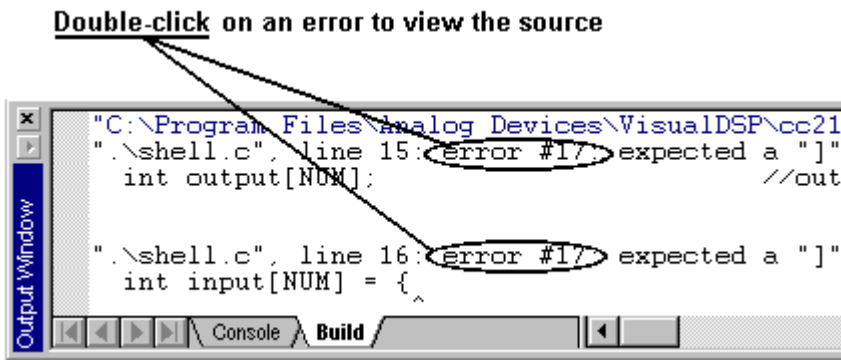 Double-click on an error to view the source
"C:\Program Files\Analog Devices\VisualDSP\cc21
".\shell.c", line 15: error #17: expected a "]"
int output[NUM]; //out
".\shell.c", line 16: error #17: expected a "]"
int input[NUM] = {
^
Output Window
Console Build